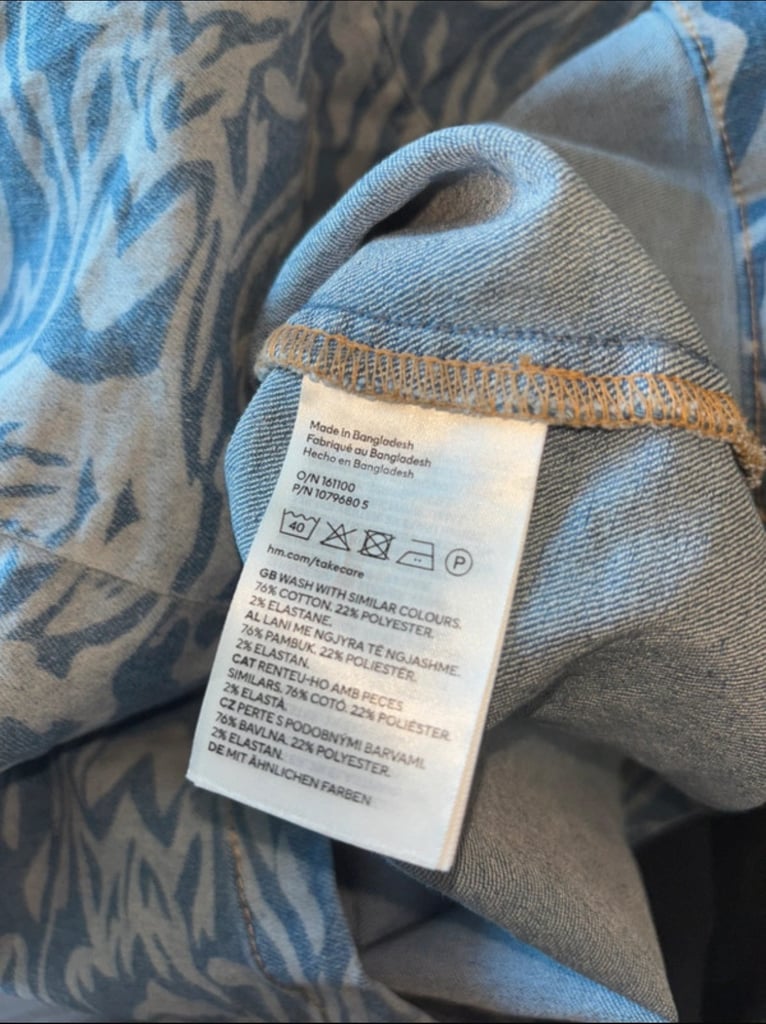 Made in Bangladesh
Fabriqué au Bangladesh
Hecho en Bangladesh
O/N 161100
P/N 1079680 5
40 P
hm.com/takecare
GB WASH WITH SIMILAR COLOURS.
76% COTTON. 22% POLYESTER.
2% ELASTANE.
AL LANI ME NGJYRA TË NGJASHME.
76% PAMBUK. 22% POLIESTËR.
2% ELASTAN.
CAT RENTEU-HO AMB PECES
SIMILARS. 76% COTÓ. 22% POLIÈSTER.
2% ELASTÀ.
CZ PERTE S PODOBNÝMI BARVAMI.
76% BAVLNA. 22% POLYESTER.
2% ELASTAN.
DE MIT ÄHNLICHEN FARBEN